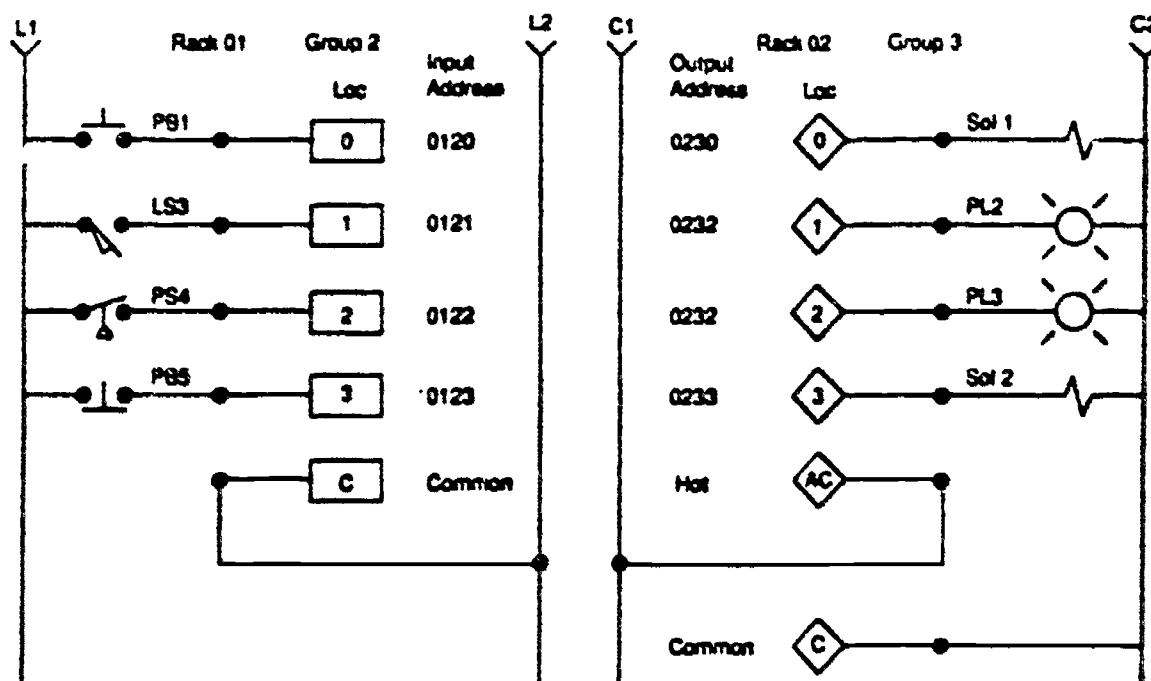 L1 L2 C1 C2
Rack 01 Group 2 Rack 02 Group 3
Input Address Output Address
Loc Loc
PB1 0 0120 0230 0 Sol 1
LS3 1 0121 0232 1 PL2
PS4 2 0122 0232 2 PL3
PB5 3 0123 0233 3 Sol 2
C Common Hot AC
Common C